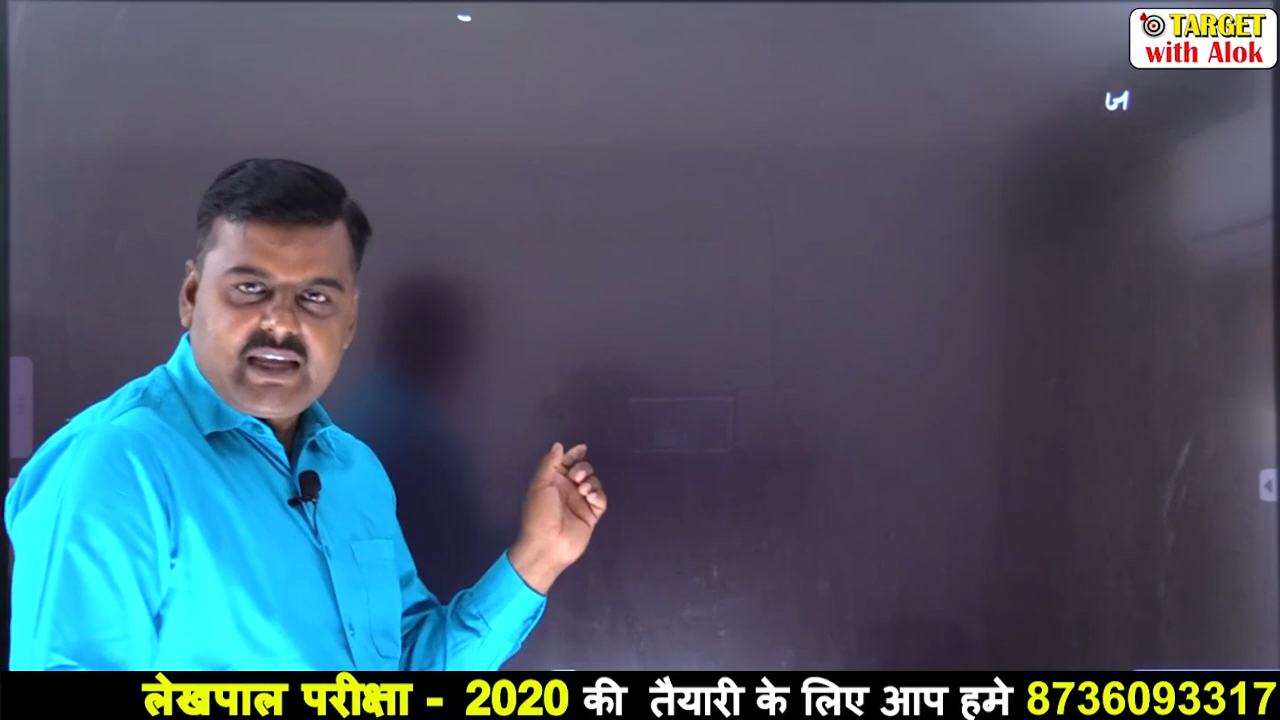 TARGET
with Alok
लेखपाल परीक्षा - 2020 की तैयारी के लिए आप हमे 8736093317